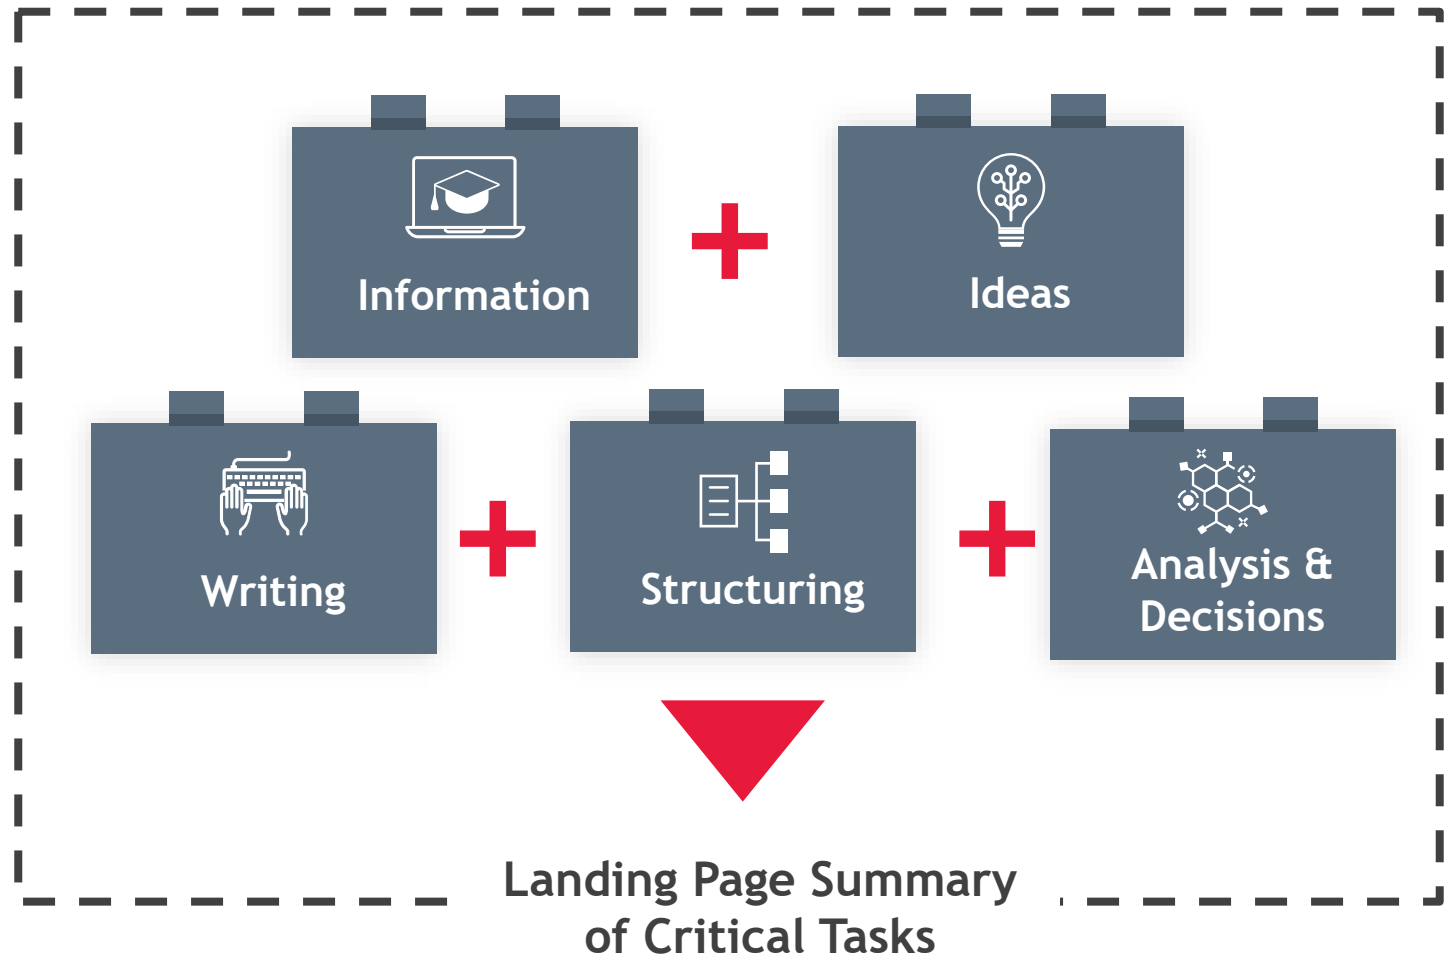 Information
Ideas
Writing
Structuring
Analysis &
Decisions
Landing Page Summary
of Critical Tasks